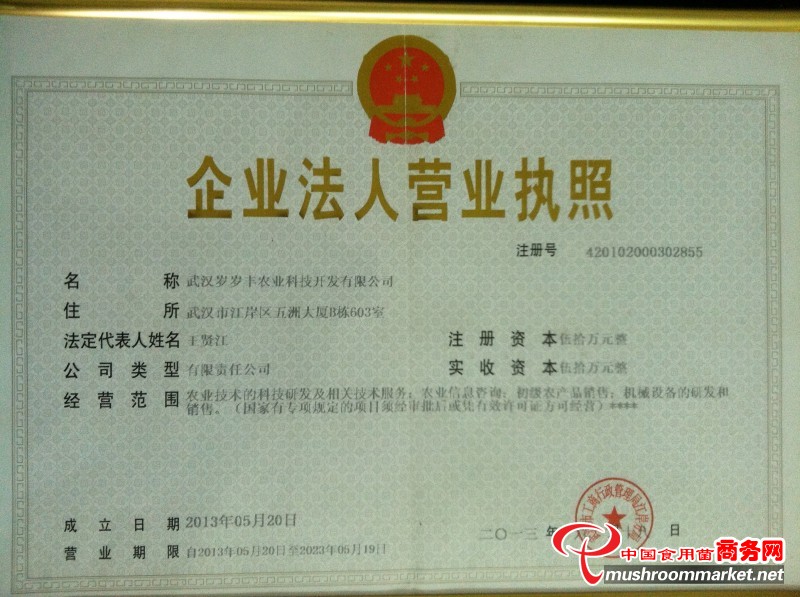 企业法人营业执照
注册号 420102000302855
名称 武汉岁岁丰农业科技开发有限公司
住所 武汉市江岸区五洲大厦B栋603室
法定代表人姓名 王贤江 注册资本 伍拾万元整
公司类型 有限责任公司 实收资本 伍拾万元整
经营范围 农业技术的科技研发及相关技术服务；农业信息咨询；初级农产品销售；机械设备的研发和
销售。（国家有专项规定的项目须经审批后或凭有效许可证方可经营）****
成立日期 2013年05月20日
营业期限 自2013年05月20日至2023年05月19日
工商行政管理局江岸
二〇一三年 日
中国食用菌商务网
mushroommarket.net